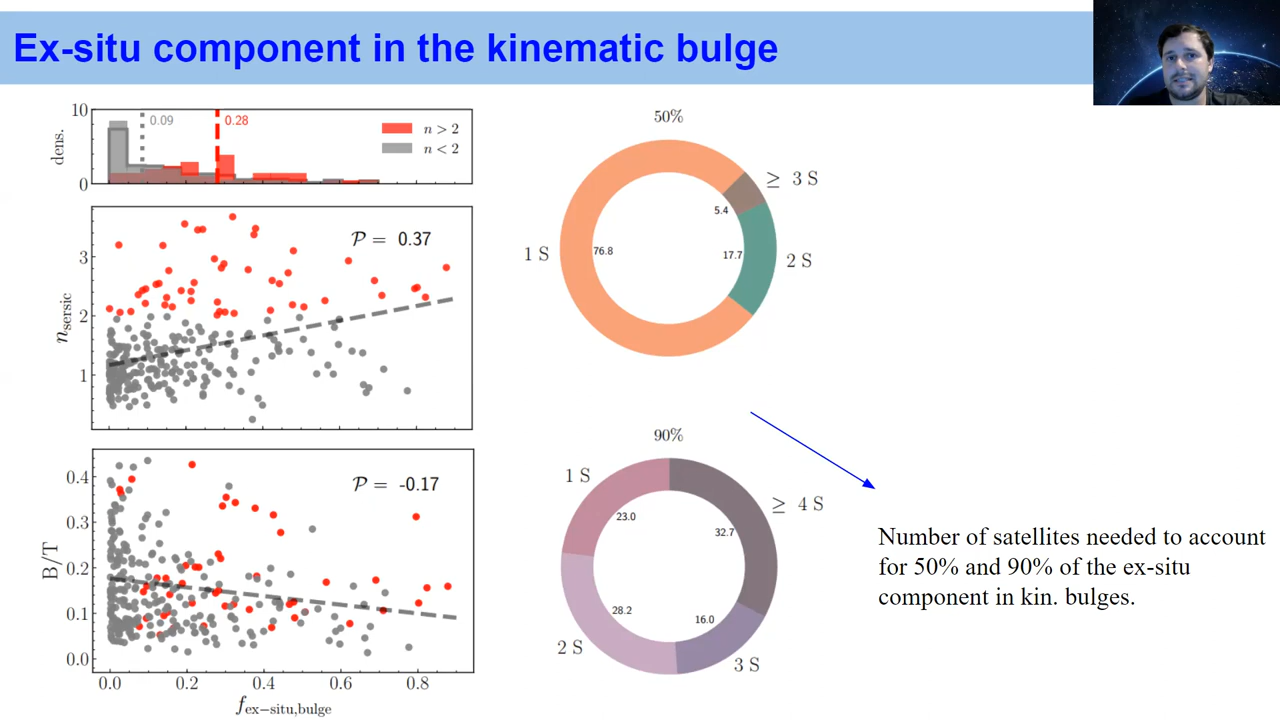 Ex-situ component in the kinematic bulge
10
0
dens.
0.09
0.28
n > 2
n < 2
3
2
1
n_sersic
𝒫 = 0.37
0.4
0.3
0.2
0.1
0.0
B/T
𝒫 = -0.17
0.0 0.2 0.4 0.6 0.8
f_ex−situ,bulge
50%
≥ 3 S
5.4
1 S
76.8
17.7
2 S
90%
1 S
23.0
≥ 4 S
32.7
28.2
16.0
2 S
3 S
Number of satellites needed to account
for 50% and 90% of the ex-situ
component in kin. bulges.